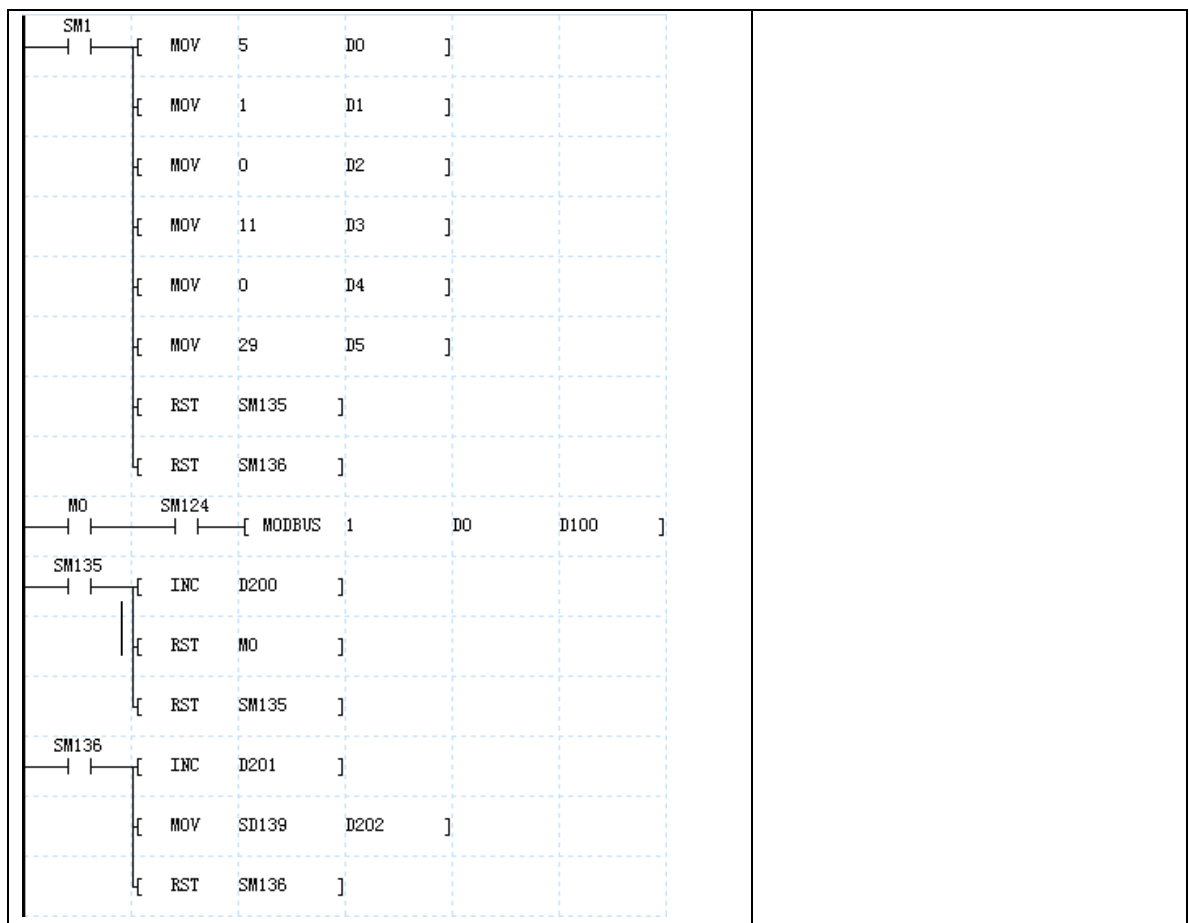 SM1
[ MOV 5 D0 ]
[ MOV 1 D1 ]
[ MOV 0 D2 ]
[ MOV 11 D3 ]
[ MOV 0 D4 ]
[ MOV 29 D5 ]
[ RST SM135 ]
[ RST SM136 ]
M0 SM124
[ MODBUS 1 D0 D100 ]
SM135
[ INC D200 ]
[ RST M0 ]
[ RST SM135 ]
SM136
[ INC D201 ]
[ MOV SD139 D202 ]
[ RST SM136 ]